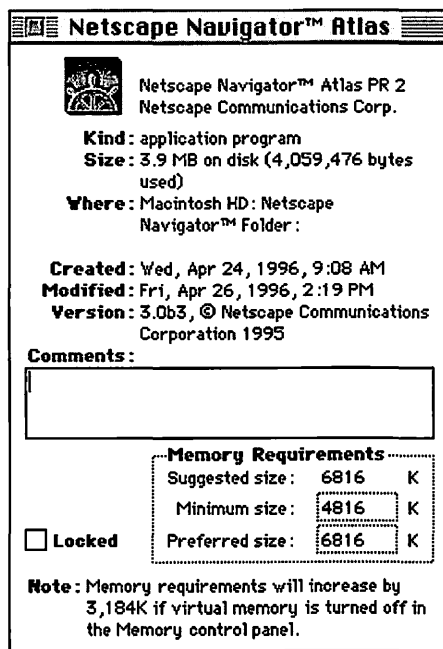 Netscape Navigator™ Atlas
Netscape Navigator™ Atlas PR 2
Netscape Communications Corp.
Kind: application program
Size: 3.9 MB on disk (4,059,476 bytes
used)
Where: Macintosh HD: Netscape
Navigator™ Folder:
Created: Wed, Apr 24, 1996, 9:08 AM
Modified: Fri, Apr 26, 1996, 2:19 PM
Version: 3.0b3, © Netscape Communications
Corporation 1995
Comments:
Memory Requirements
Suggested size: 6816 K
Minimum size: 4816 K
Locked Preferred size: 6816 K
Note: Memory requirements will increase by
3,184K if virtual memory is turned off in
the Memory control panel.